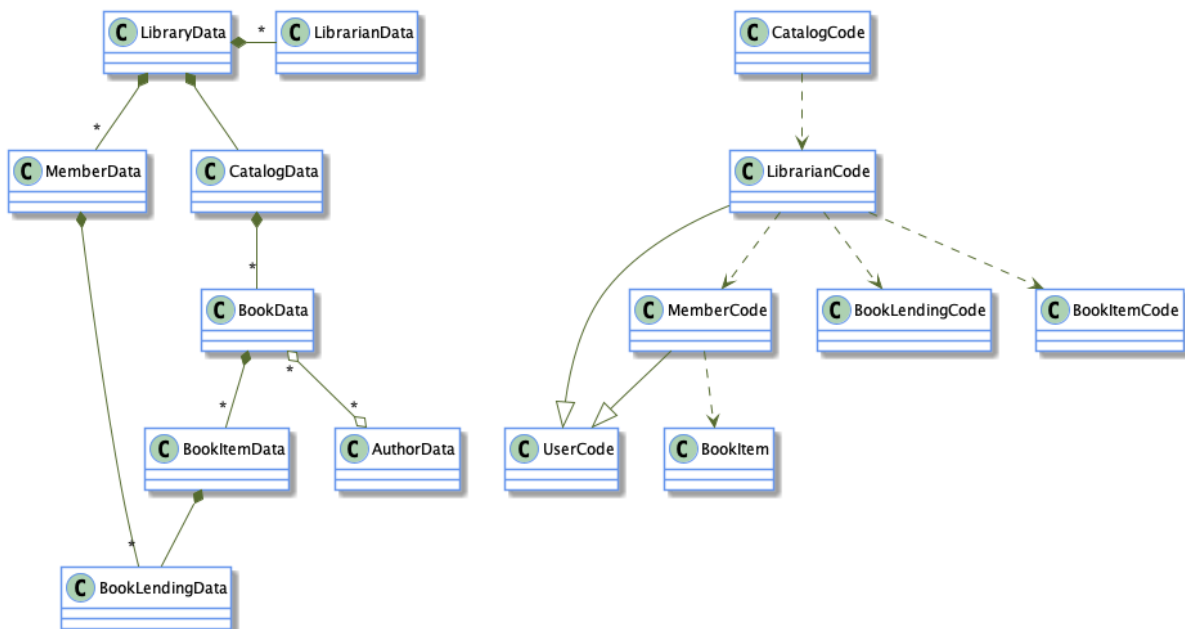 C LibraryData
*
C LibrarianData
C CatalogCode
*
C MemberData
C CatalogData
C LibrarianCode
*
C BookData
C MemberCode
C BookLendingCode
C BookItemCode
*
*
*
C BookItemData
C AuthorData
C UserCode
C BookItem
*
C BookLendingData